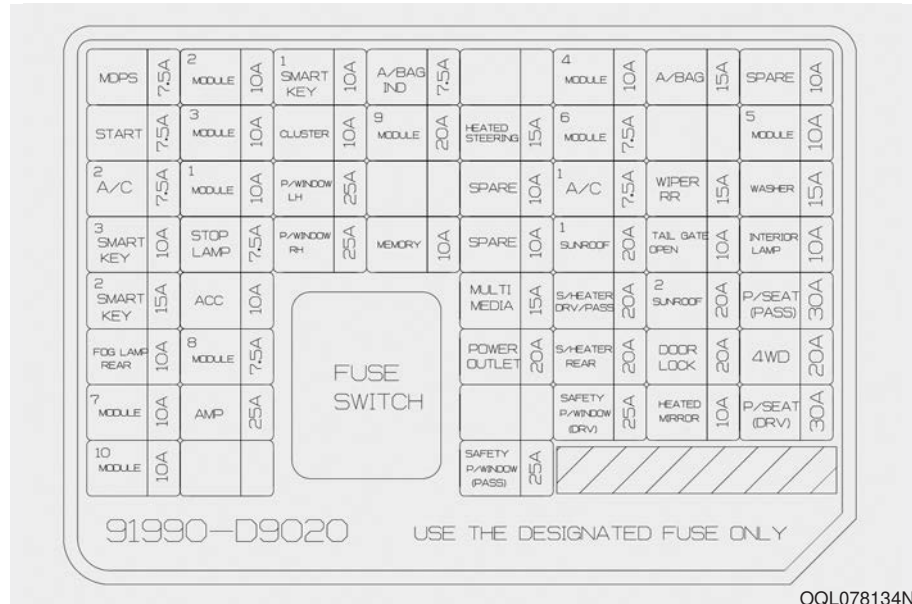 MDPS 7.5A 2 MODULE 10A 1 SMART KEY 10A A/BAG IND 7.5A 4 MODULE 10A A/BAG 15A SPARE 10A
START 7.5A 3 MODULE 10A CLUSTER 10A 9 MODULE 20A HEATED STEERING 15A 6 MODULE 7.5A 5 MODULE 10A
2 A/C 7.5A 1 MODULE 10A P/WINDOW LH 25A SPARE 10A 1 A/C 7.5A WIPER RR 15A WASHER 15A
3 SMART KEY 10A STOP LAMP 7.5A P/WINDOW RH 25A MEMORY 10A SPARE 10A 1 SUNROOF 20A TAIL GATE OPEN 10A INTERIOR LAMP 10A
2 SMART KEY 15A ACC 10A MULTI MEDIA 15A S/HEATER DRV/PASS 20A 2 SUNROOF 20A P/SEAT (PASS) 30A
FOG LAMP REAR 10A 8 MODULE 7.5A FUSE SWITCH POWER OUTLET 20A S/HEATER REAR 20A DOOR LOCK 20A 4WD 20A
7 MODULE 10A AMP 25A SAFETY P/WINDOW (DRV) 25A HEATED MIRROR 10A P/SEAT (DRV) 30A
10 MODULE 10A SAFETY P/WINDOW (PASS) 25A
91990-D9020 USE THE DESIGNATED FUSE ONLY
OQL078134N